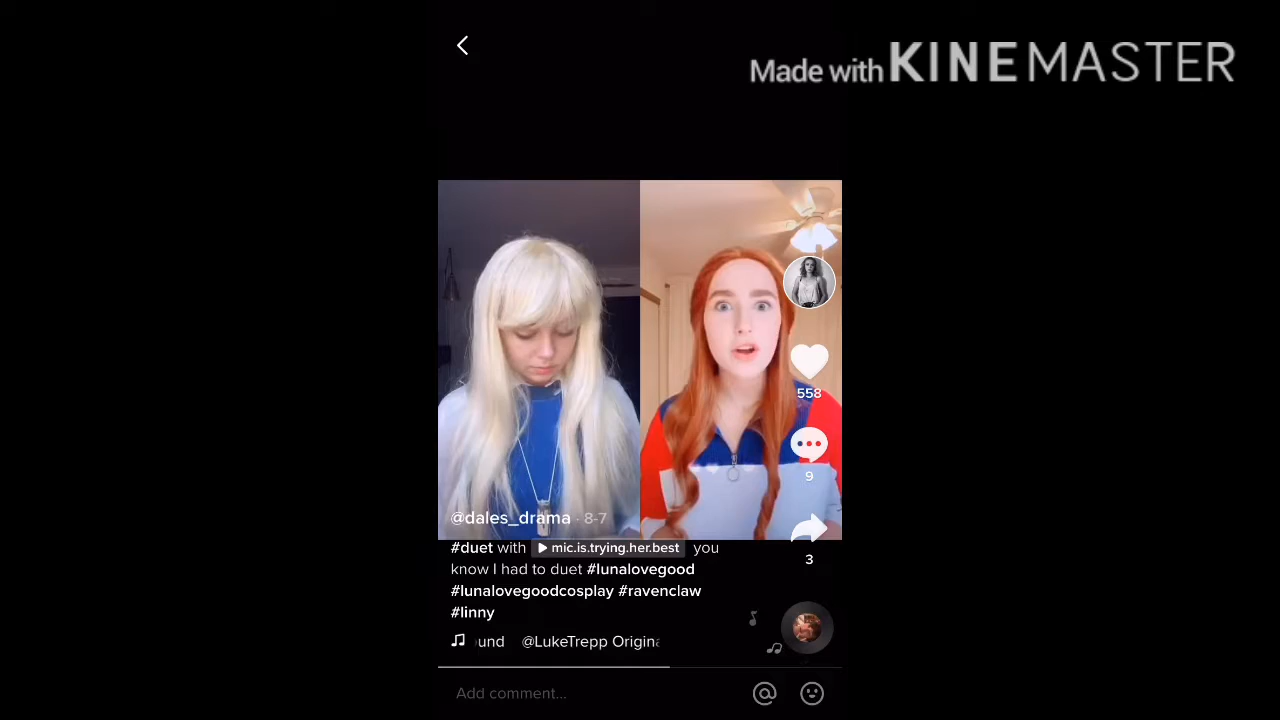 Made with KINEMASTER
558
9
@dales_drama · 8-7
3
#duet with mic.is.trying.her.best you
know I had to duet #lunalovegood
#lunalovegoodcosplay #ravenclaw
#linny
und @LukeTrepp Origina
Add comment...